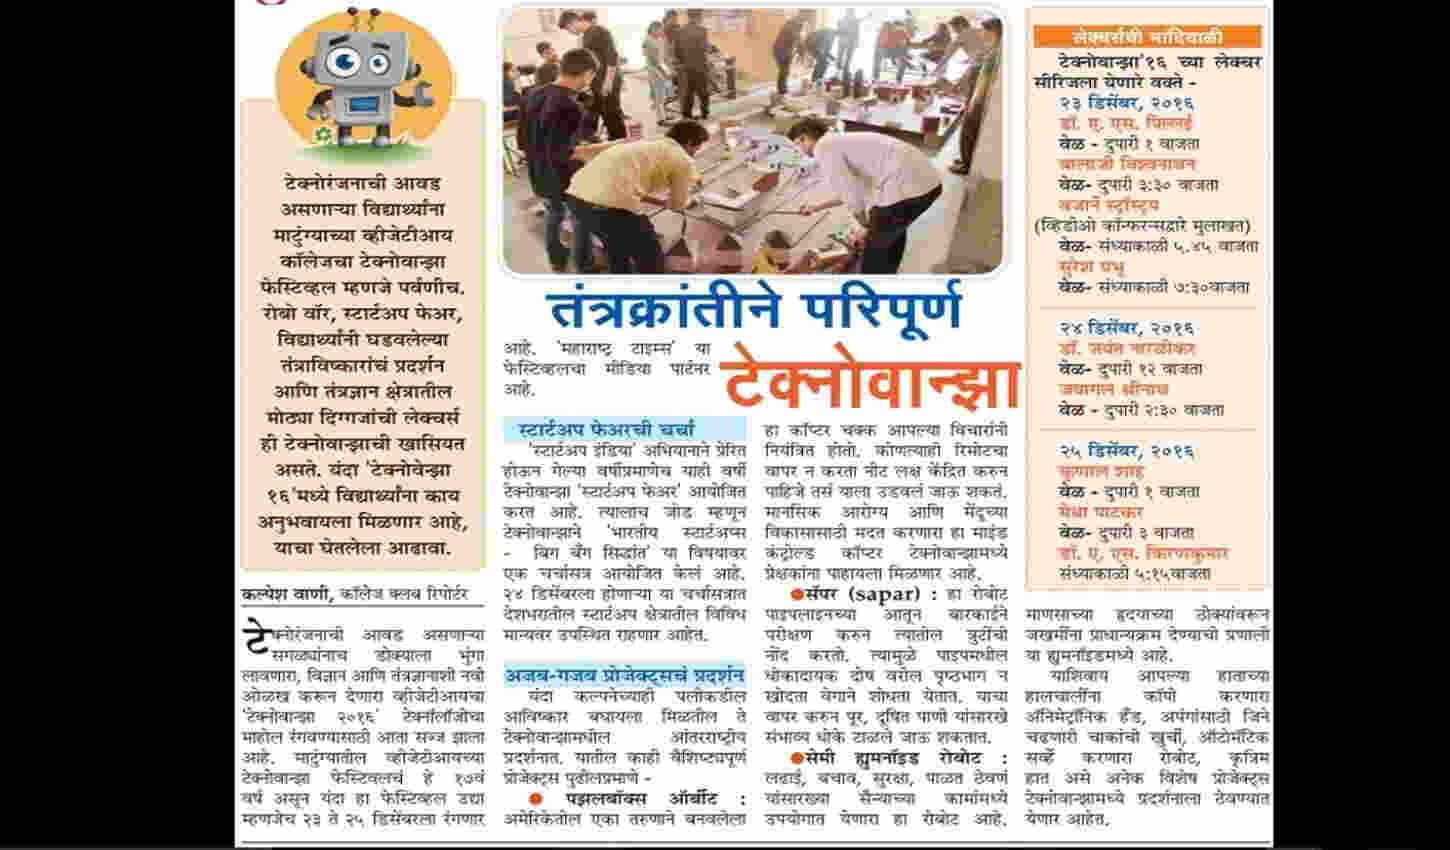 टेक्नोरंजनाची आवड
असणाऱ्या विद्यार्थ्यांना
माटुंग्याच्या व्हीजेटीआय
कॉलेजचा टेक्नोवान्झा
फेस्टिव्हल म्हणजे पर्वणीच.
रोबो वॉर, स्टार्टअप फेअर,
विद्यार्थ्यांनी घडवलेल्या
तंत्राविष्कारांचं प्रदर्शन
आणि तंत्रज्ञान क्षेत्रातील
मोठ्या दिग्गजांची लेक्चर्स
ही टेक्नोवान्झाची खासियत
असते. यंदा 'टेक्नोवेन्झा
१६'मध्ये विद्यार्थ्यांना काय
अनुभवायला मिळणार आहे,
याचा घेतलेला आढावा.
कल्पेश वाणी, कॉलेज क्लब रिपोर्टर
टेक्नोरंजनाची आवड असणाऱ्या
सगळ्यांनाच डोक्याला भुंगा
लावणारा, विज्ञान आणि तंत्रज्ञानाशी नवी
ओळख करून देणारा व्हीजेटीआयचा
'टेक्नोवान्झा २०१६' टेक्नॉलॉजीचा
माहोल रंगवण्यासाठी आता सज्ज झाला
आहे. माटुंग्यातील व्हीजेटीआयच्या
टेक्नोवान्झा फेस्टिवलचं हे १७वं
वर्ष असून यंदा हा फेस्टिव्हल उद्या
म्हणजेच २३ ते २५ डिसेंबरला रंगणार
तंत्रक्रांतीने परिपूर्ण
टेक्नोवान्झा
आहे. 'महाराष्ट्र टाइम्स' या
फेस्टिव्हलचा मीडिया पार्टनर
आहे.
स्टार्टअप फेअरची चर्चा
'स्टार्टअप इंडिया' अभियानाने प्रेरित
होऊन गेल्या वर्षीप्रमाणेच याही वर्षी
टेक्नोवान्झा 'स्टार्टअप फेअर' आयोजित
करत आहे. त्यालाच जोड म्हणून
टेक्नोवान्झाने 'भारतीय स्टार्टअप्स
- बिग बँग सिद्धांत' या विषयावर
एक चर्चासत्र आयोजित केलं आहे.
२४ डिसेंबरला होणाऱ्या या चर्चासत्रात
देशभरातील स्टार्टअप क्षेत्रातील विविध
मान्यवर उपस्थित राहणार आहेत.
अजब-गजब प्रोजेक्ट्सचं प्रदर्शन
यंदा कल्पनेच्याही पलीकडील
आविष्कार बघायला मिळतील ते
टेक्नोवान्झामधील आंतरराष्ट्रीय
प्रदर्शनात. यातील काही वैशिष्ट्यपूर्ण
प्रोजेक्ट्स पुढीलप्रमाणे -
● पझलबॉक्स ऑर्बीट :
अमेरिकेतील एका तरुणाने बनवलेला
हा कॉप्टर चक्क आपल्या विचारांनी
नियंत्रित होतो. कोणत्याही रिमोटचा
वापर न करता नीट लक्ष केंद्रित करुन
पाहिजे तसं याला उडवलं जाऊ शकतं.
मानसिक आरोग्य आणि मेंदूच्या
विकासासाठी मदत करणारा हा माइंड
कंट्रोल्ड कॉप्टर टेक्नोवान्झामध्ये
प्रेक्षकांना पाहायला मिळणार आहे.
●सॅपर (sapar) : हा रोबोट
पाइपलाइनच्या आतून बारकाईने
परीक्षण करुन त्यातील त्रुटींची
नोंद करतो. त्यामुळे पाइपमधील
धोकादायक दोष वरील पृष्ठभाग न
खोदता वेगाने शोधता येतात. याचा
वापर करुन पूर, दूषित पाणी यांसारखे
संभाव्य धोके टाळले जाऊ शकतात.
●सेमी ह्युमनॉइड रोबोट :
लढाई, बचाव, सुरक्षा, पाळत ठेवणं
यांसारख्या सैन्याच्या कामांमध्ये
उपयोगात येणारा हा रोबोट आहे.
लेक्चर्सची मांदियाळी
टेक्नोवान्झा'१६ च्या लेक्चर
सीरिजला येणारे वक्ते -
२३ डिसेंबर, २०१६
डॉ. ए. एस. पिल्लई
वेळ - दुपारी १ वाजता
बालाजी विश्वनाथन
वेळ- दुपारी ३:३० वाजता
बजार्ने स्ट्रॉस्ट्रप
(व्हिडीओ कॉन्फरन्सद्वारे मुलाखत)
वेळ- संध्याकाळी ५.४५ वाजता
सुरेश प्रभू
वेळ- संध्याकाळी ७:३०वाजता
२४ डिसेंबर, २०१६
डॉ. जयंत नारळीकर
वेळ- दुपारी १२ वाजता
जवागल श्रीनाथ
वेळ - दुपारी २:३० वाजता
२५ डिसेंबर, २०१६
कुणाल शाह
वेळ - दुपारी १ वाजता
मेधा पाटकर
वेळ- दुपारी ३ वाजता
डॉ. ए. एस. किरणकुमार
संध्याकाळी ५:१५वाजता
माणसाच्या हृदयाच्या ठोक्यांवरून
जखमींना प्राधान्यक्रम देण्याची प्रणाली
या ह्युमनॉइडमध्ये आहे.
याशिवाय आपल्या हाताच्या
हालचालींना कॉपी करणारा
अॅनिमेट्रॉनिक हँड, अपंगांसाठी जिने
चढणारी चाकांची खुर्ची, ऑटोमॅटिक
सर्व्हे करणारा रोबोट, कृत्रिम
हात असे अनेक विशेष प्रोजेक्ट्स
टेक्नोवान्झामध्ये प्रदर्शनाला ठेवण्यात
येणार आहेत.